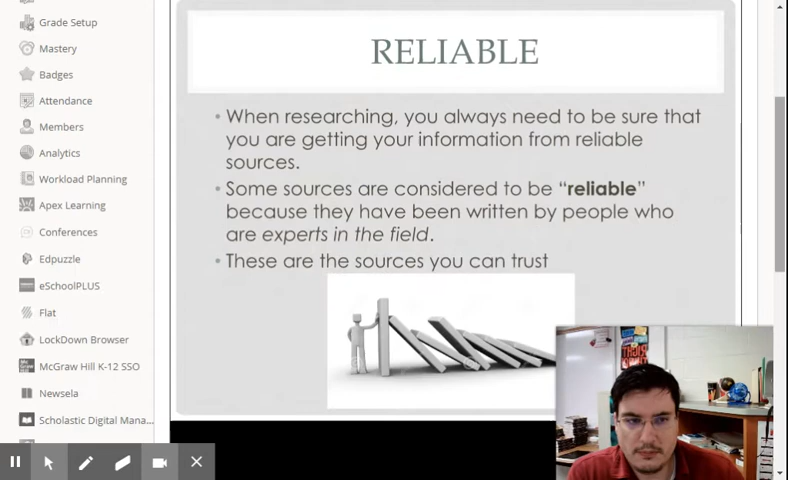 Grade Setup
Mastery
Badges
Attendance
Members
Analytics
Workload Planning
Apex Learning
Conferences
Edpuzzle
eSchoolPLUS
Flat
LockDown Browser
McGraw Hill K-12 SSO
Newsela
Scholastic Digital Mana...
RELIABLE
• When researching, you always need to be sure that
you are getting your information from reliable
sources.
• Some sources are considered to be “reliable”
because they have been written by people who
are experts in the field.
• These are the sources you can trust